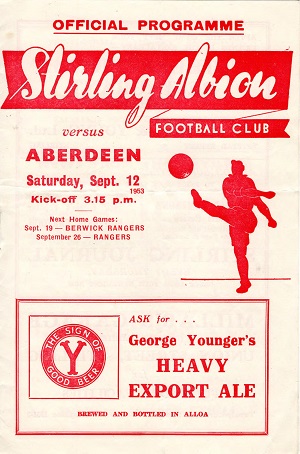 OFFICIAL PROGRAMME
Stirling Albion
FOOTBALL CLUB
versus
ABERDEEN
Saturday, Sept. 12
1953
Kick-off 3.15 p.m.
Next Home Games:
Sept. 19 — BERWICK RANGERS
September 26 — RANGERS
THE SIGN OF
Y
GOOD BEER
ASK for . . .
George Younger's
HEAVY
EXPORT ALE
BREWED AND BOTTLED IN ALLOA